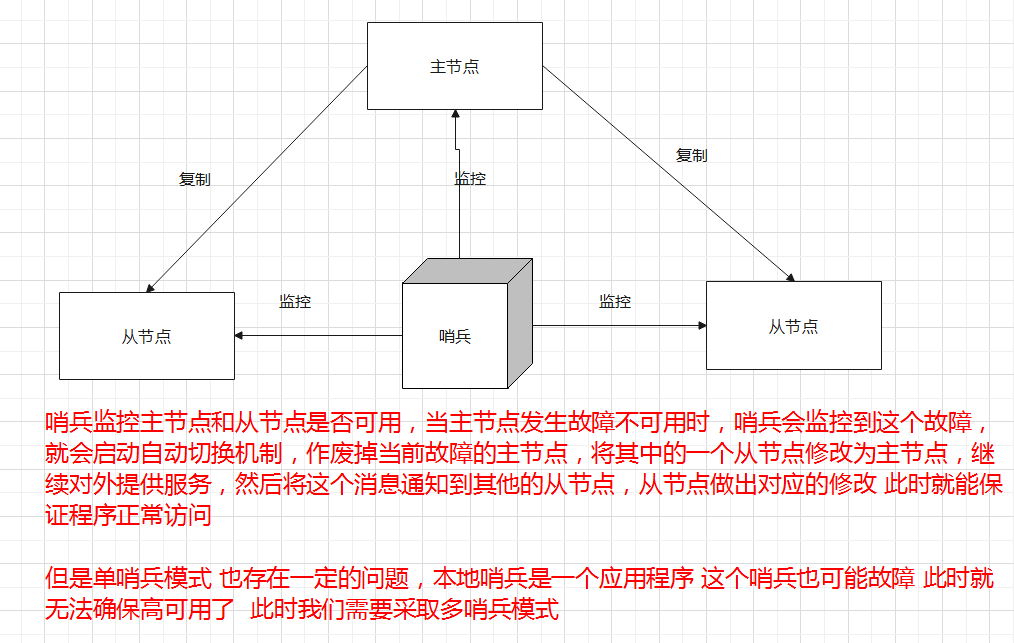 主节点
复制
复制
监控
监控
监控
从节点
哨兵
从节点
哨兵监控主节点和从节点是否可用，当主节点发生故障不可用时，哨兵会监控到这个故障，
就会启动自动切换机制，作废掉当前故障的主节点，将其中的一个从节点修改为主节点，继
续对外提供服务，然后将这个消息通知到其他的从节点，从节点做出对应的修改 此时就能保
证程序正常访问
但是单哨兵模式 也存在一定的问题，本地哨兵是一个应用程序 这个哨兵也可能故障 此时就
无法确保高可用了  此时我们需要采取多哨兵模式